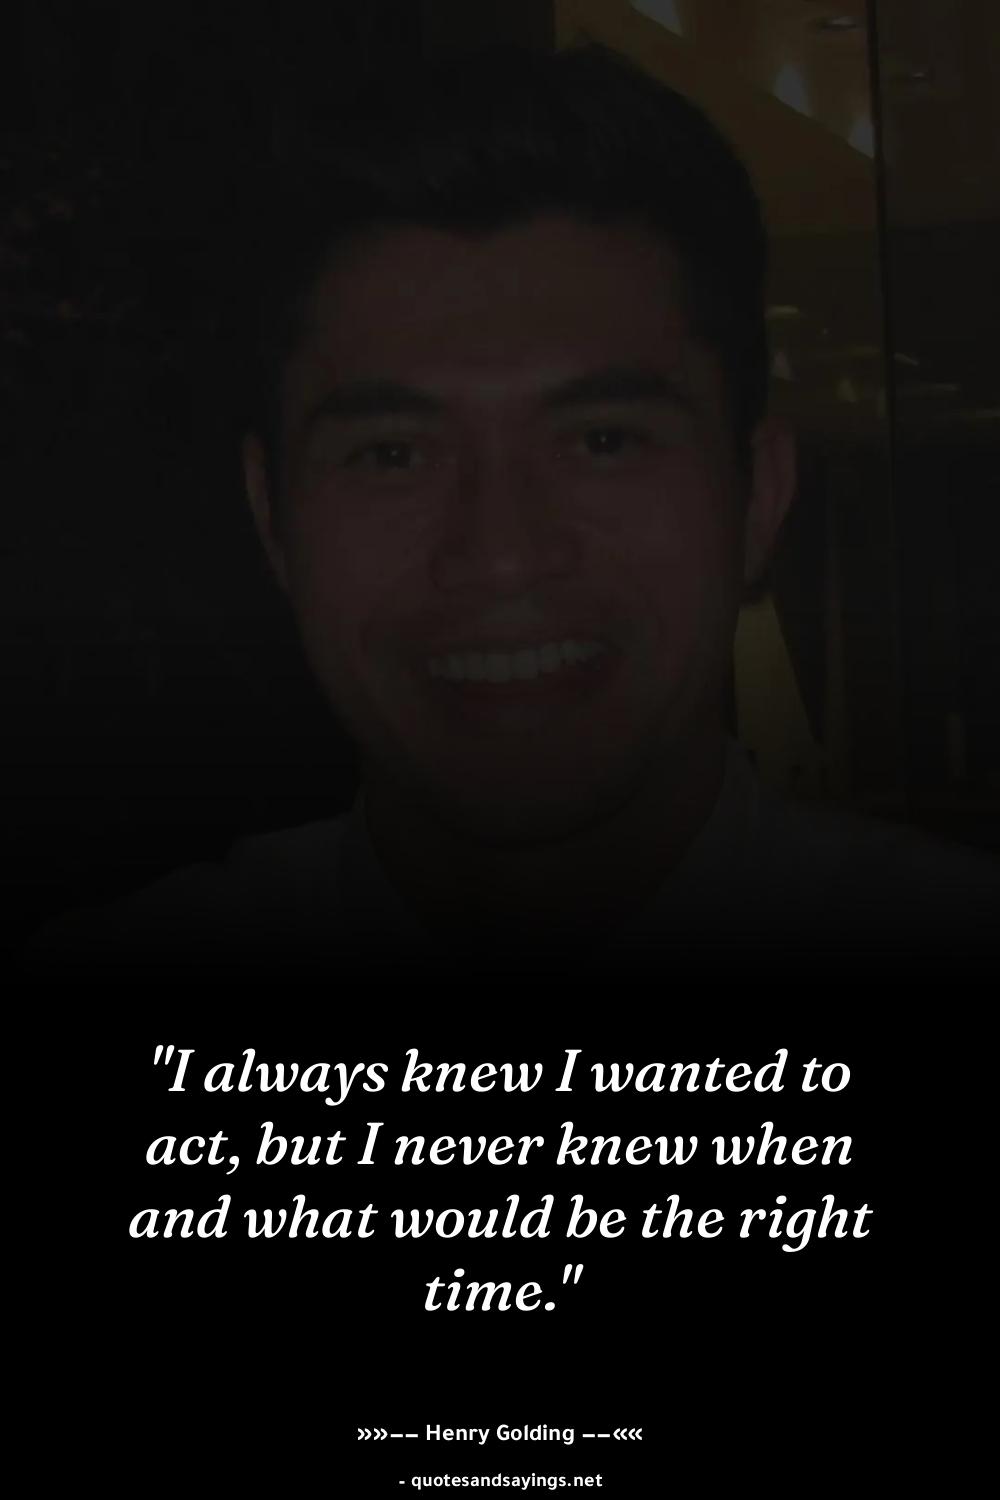 "I always knew I wanted to
act, but I never knew when
and what would be the right
time."
»»–– Henry Golding ––««
- quotesandsayings.net